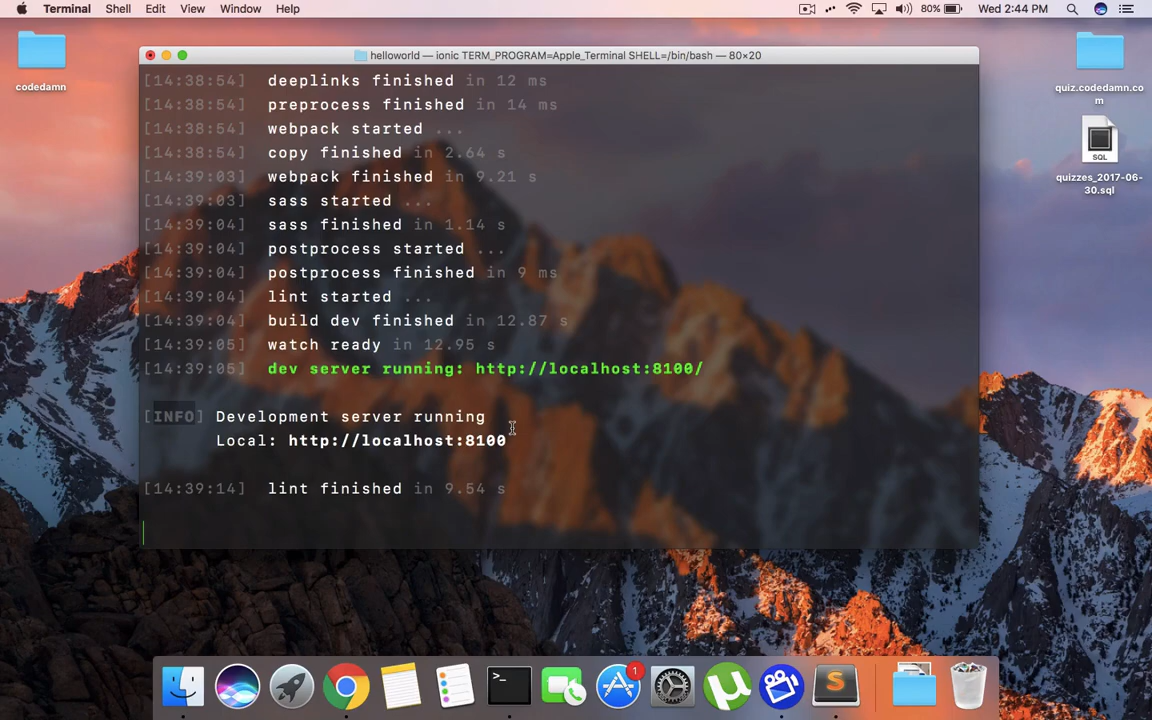 Terminal Shell Edit View Window Help 80% Wed 2:44 PM
codedamn
quiz.codedamn.co
m
SQL
quizzes_2017-06-
30.sql
helloworld — ionic TERM_PROGRAM=Apple_Terminal SHELL=/bin/bash — 80×20
[14:38:54] deeplinks finished in 12 ms
[14:38:54] preprocess finished in 14 ms
[14:38:54] webpack started ...
[14:38:54] copy finished in 2.64 s
[14:39:03] webpack finished in 9.21 s
[14:39:03] sass started ...
[14:39:04] sass finished in 1.14 s
[14:39:04] postprocess started ...
[14:39:04] postprocess finished in 9 ms
[14:39:04] lint started ...
[14:39:04] build dev finished in 12.87 s
[14:39:05] watch ready in 12.95 s
[14:39:05] dev server running: http://localhost:8100/
[INFO] Development server running
Local: http://localhost:8100
[14:39:14] lint finished in 9.54 s
>_
1
µ
S